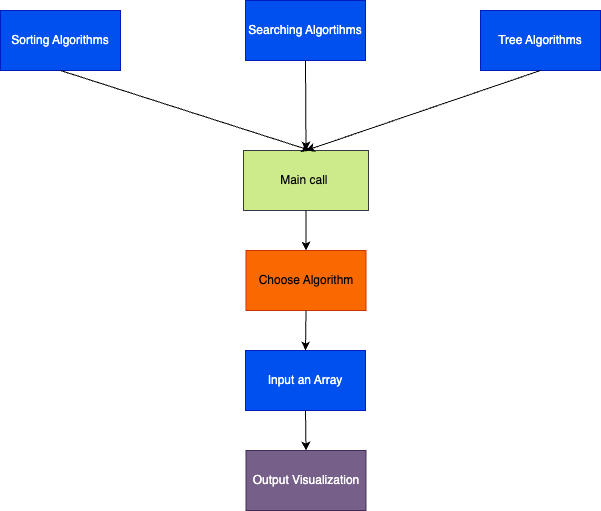 Sorting Algorithms
Searching Algortihms
Tree Algorithms
Main call
Choose Algorithm
Input an Array
Output Visualization